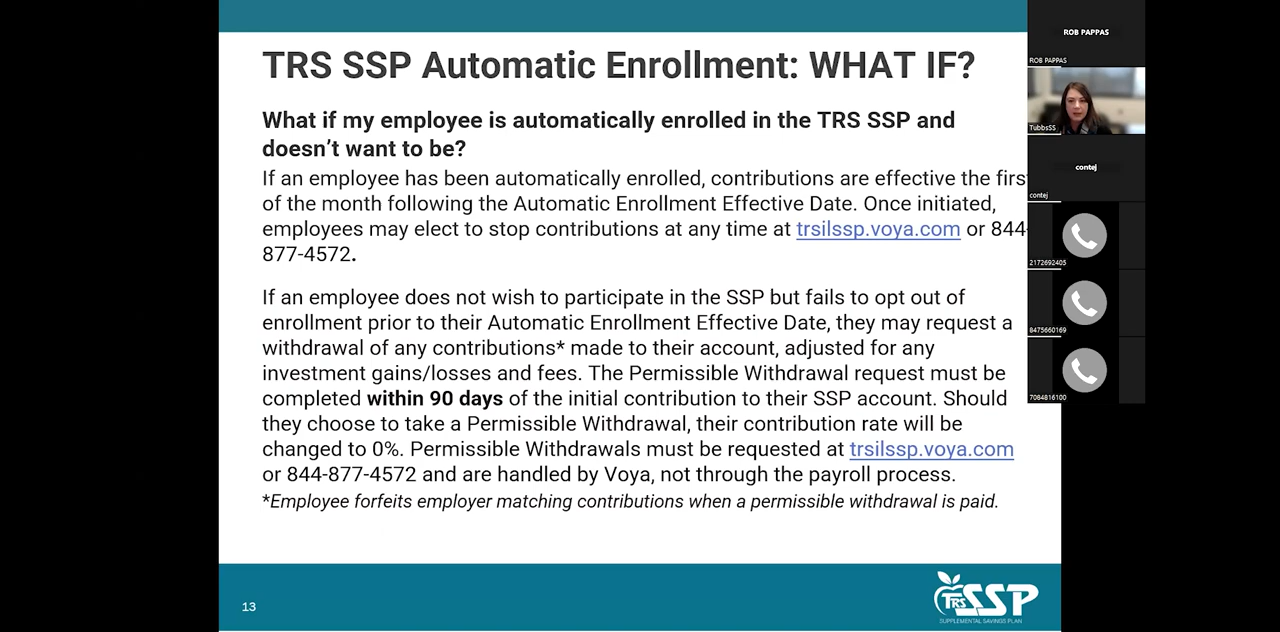 TRS SSP Automatic Enrollment: WHAT IF?
What if my employee is automatically enrolled in the TRS SSP and
doesn't want to be?
If an employee has been automatically enrolled, contributions are effective the first
of the month following the Automatic Enrollment Effective Date. Once initiated,
employees may elect to stop contributions at any time at trsilssp.voya.com or 844-
877-4572.
If an employee does not wish to participate in the SSP but fails to opt out of
enrollment prior to their Automatic Enrollment Effective Date, they may request a
withdrawal of any contributions* made to their account, adjusted for any
investment gains/losses and fees. The Permissible Withdrawal request must be
completed within 90 days of the initial contribution to their SSP account. Should
they choose to take a Permissible Withdrawal, their contribution rate will be
changed to 0%. Permissible Withdrawals must be requested at trsilssp.voya.com
or 844-877-4572 and are handled by Voya, not through the payroll process.
*Employee forfeits employer matching contributions when a permissible withdrawal is paid.
13
TRS SSP
SUPPLEMENTAL SAVINGS PLAN
ROB PAPPAS
ROB PAPPAS
TubbsSS
contej
contej
2172692405
8475660169
7084816100